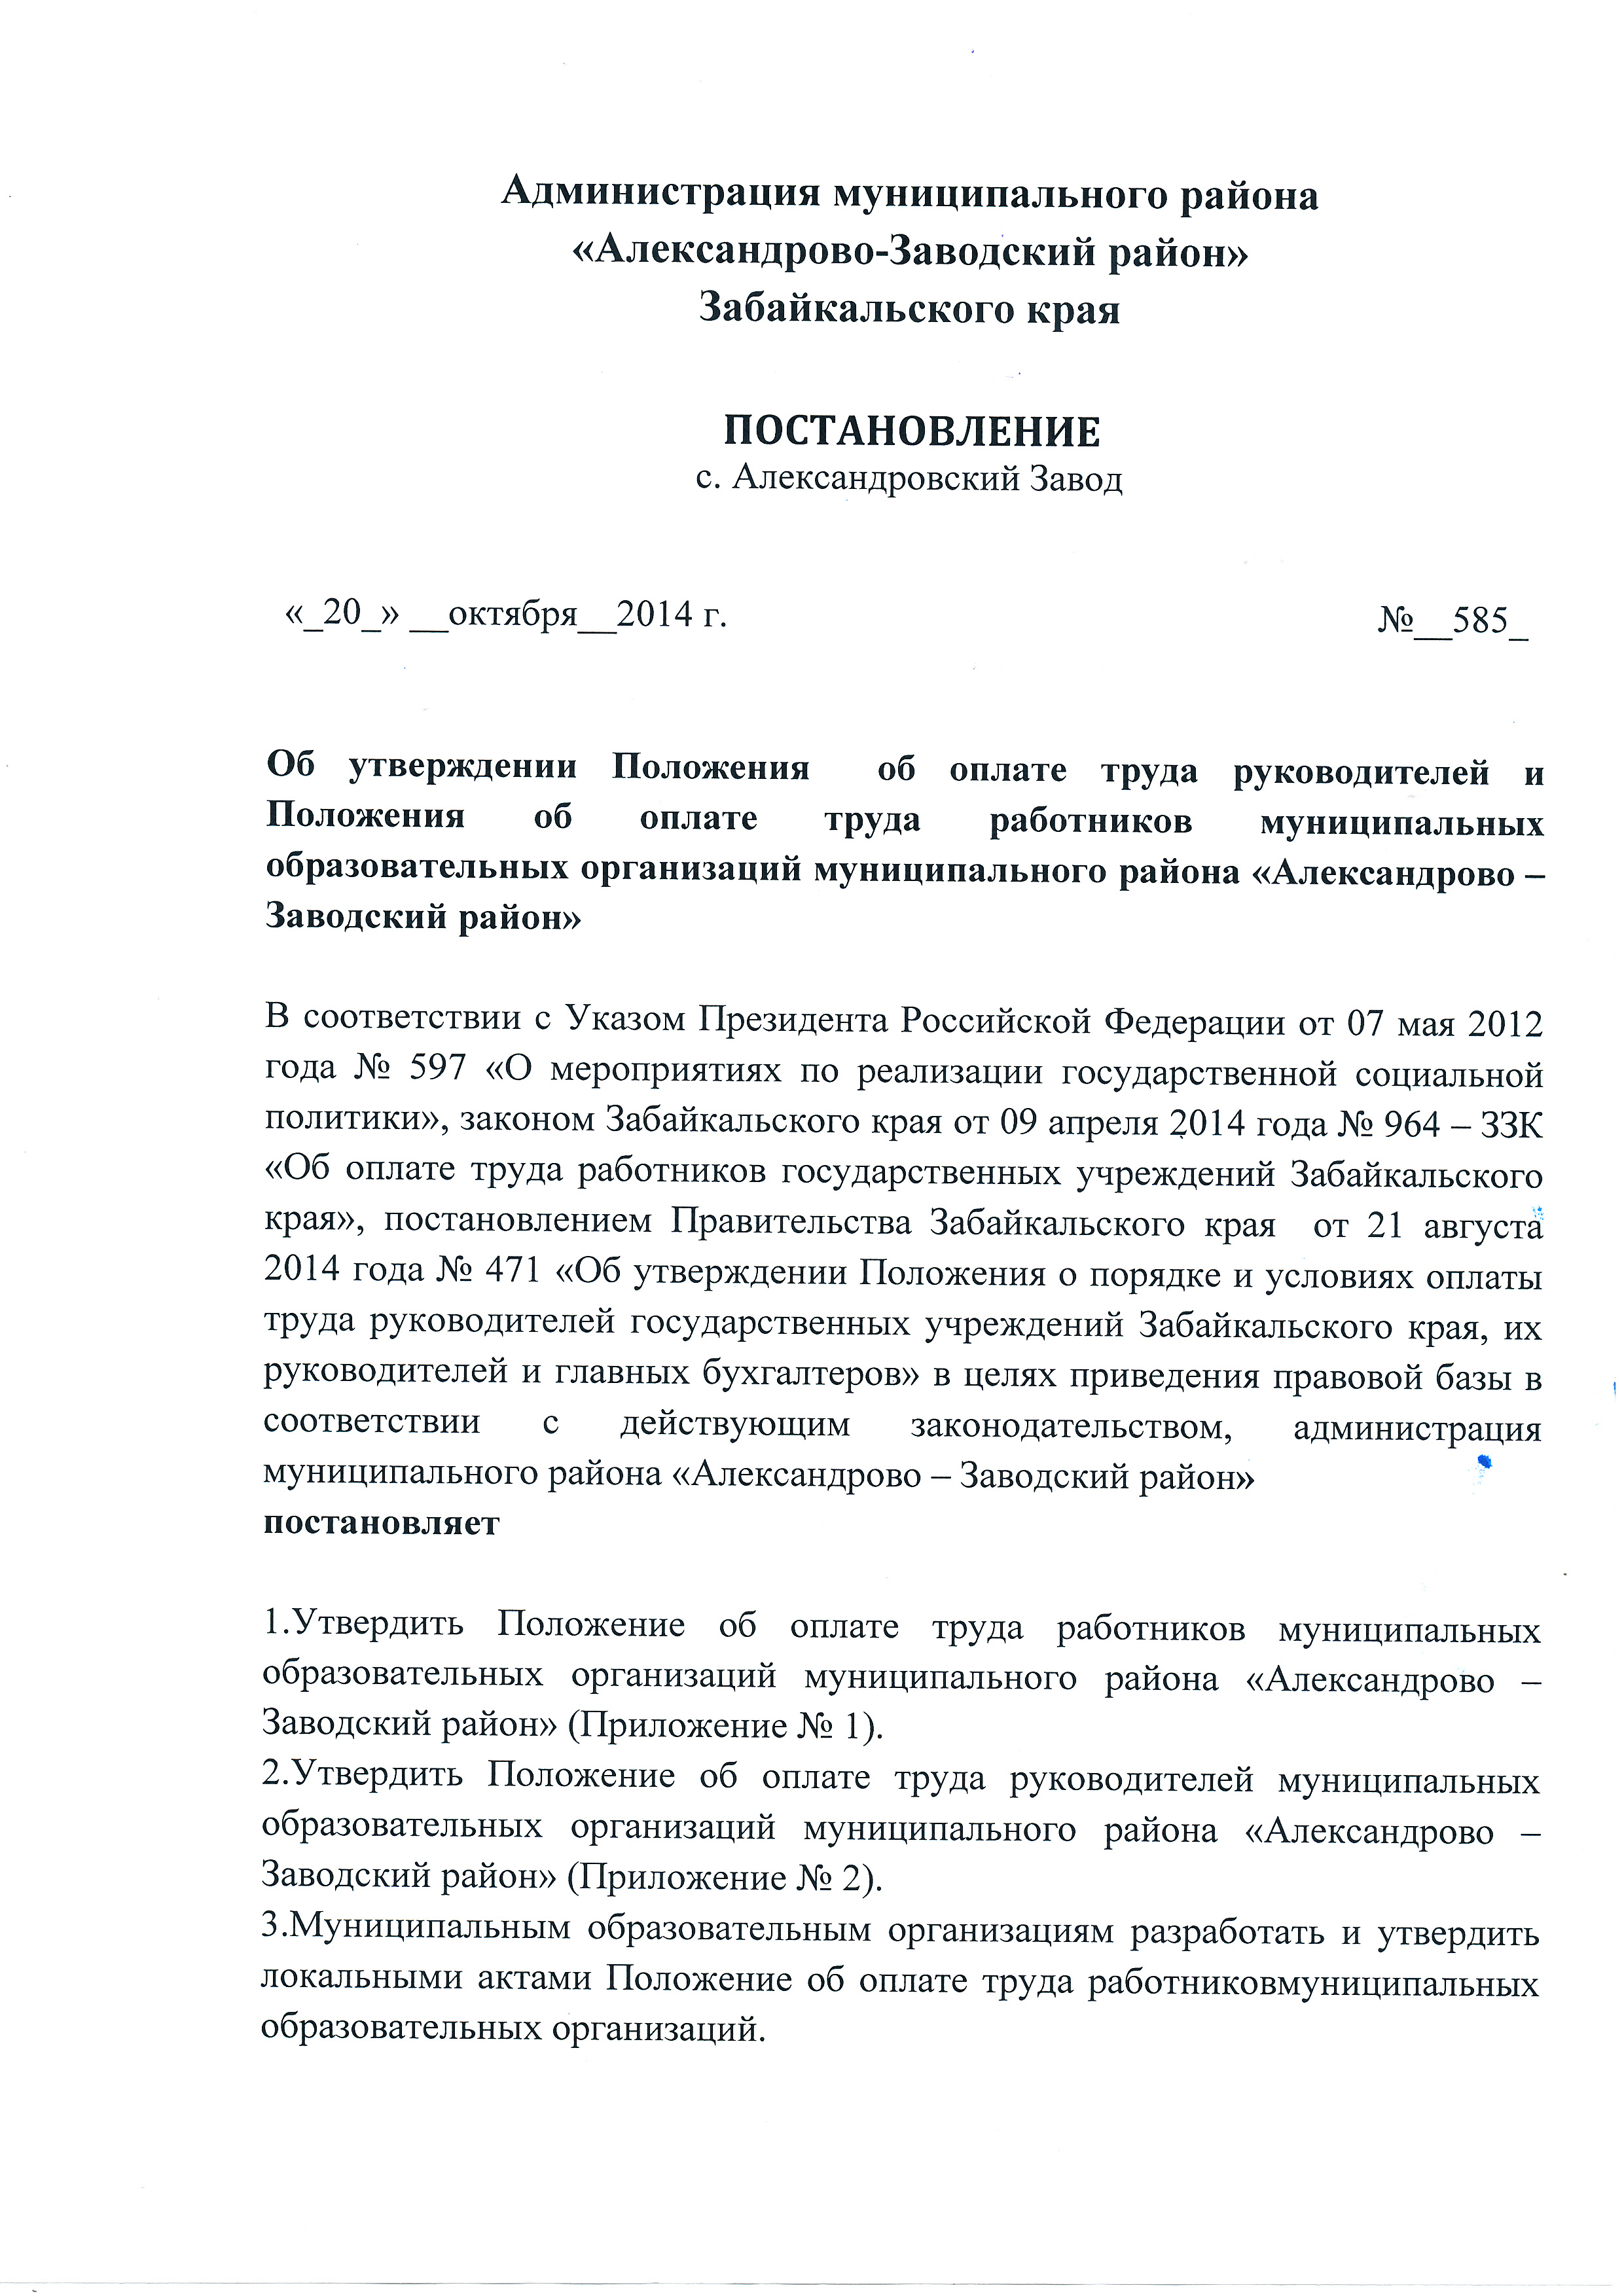 Администрация муниципального района
«Александрово-Заводский район»
Забайкальского края
ПОСТАНОВЛЕНИЕ
с. Александровский Завод
«_20_» __октября__2014 г. №__585_
Об утверждении Положения об оплате труда руководителей и
Положения об оплате труда работников муниципальных
образовательных организаций муниципального района «Александрово –
Заводский район»
В соответствии с Указом Президента Российской Федерации от 07 мая 2012
года № 597 «О мероприятиях по реализации государственной социальной
политики», законом Забайкальского края от 09 апреля 2014 года № 964 – ЗЗК
«Об оплате труда работников государственных учреждений Забайкальского
края», постановлением Правительства Забайкальского края от 21 августа
2014 года № 471 «Об утверждении Положения о порядке и условиях оплаты
труда руководителей государственных учреждений Забайкальского края, их
руководителей и главных бухгалтеров» в целях приведения правовой базы в
соответствии с действующим законодательством, администрация
муниципального района «Александрово – Заводский район»
постановляет
1.Утвердить Положение об оплате труда работников муниципальных
образовательных организаций муниципального района «Александрово –
Заводский район» (Приложение № 1).
2.Утвердить Положение об оплате труда руководителей муниципальных
образовательных организаций муниципального района «Александрово –
Заводский район» (Приложение № 2).
3.Муниципальным образовательным организациям разработать и утвердить
локальными актами Положение об оплате труда работниковмуниципальных
образовательных организаций.